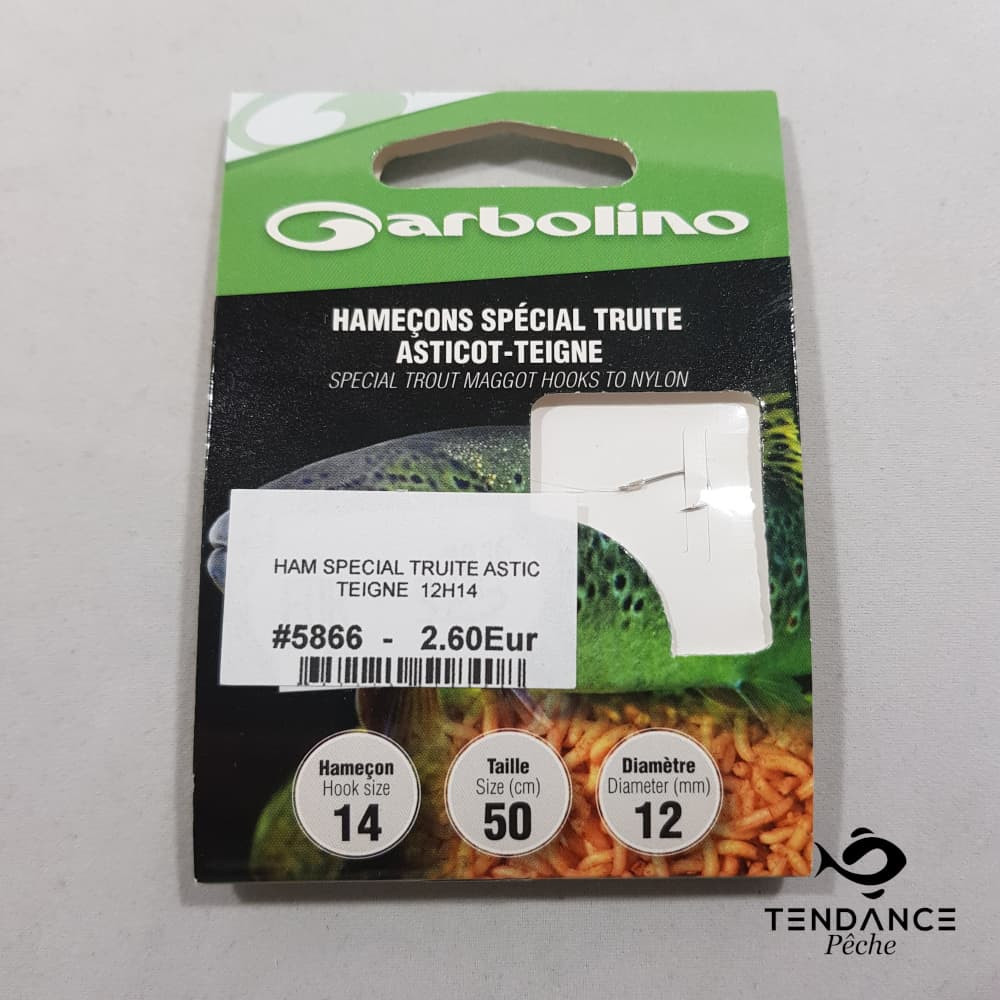 Garbolino
HAMEÇONS SPÉCIAL TRUITE
ASTICOT-TEIGNE
SPECIAL TROUT MAGGOT HOOKS TO NYLON
HAM SPECIAL TRUITE ASTIC
TEIGNE 12H14
#5866 - 2.60Eur
Hameçon
Hook size
14
Taille
Size (cm)
50
Diamètre
Diameter (mm)
12
TENDANCE
Pêche